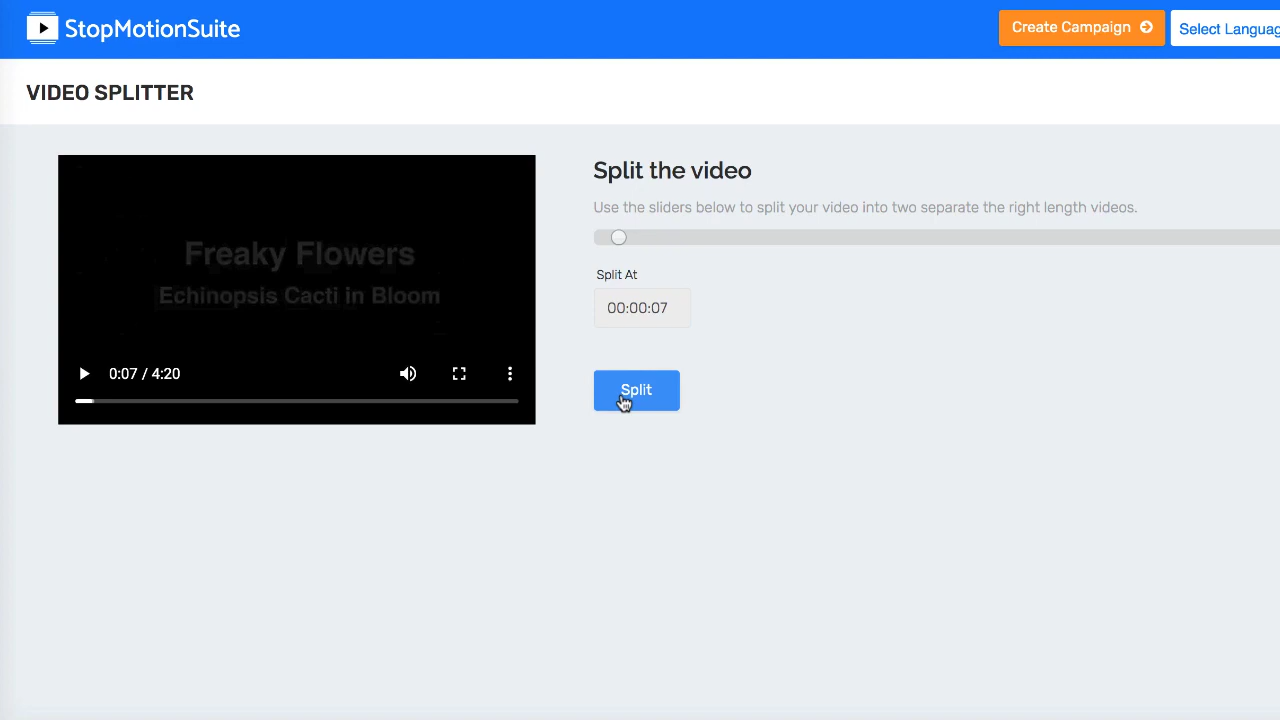 StopMotionSuite
Create Campaign
Select Languag
VIDEO SPLITTER
Split the video
Use the sliders below to split your video into two separate the right length videos.
Freaky Flowers
Echinopsis Cacti in Bloom
Split At
00:00:07
0:07 / 4:20
Split